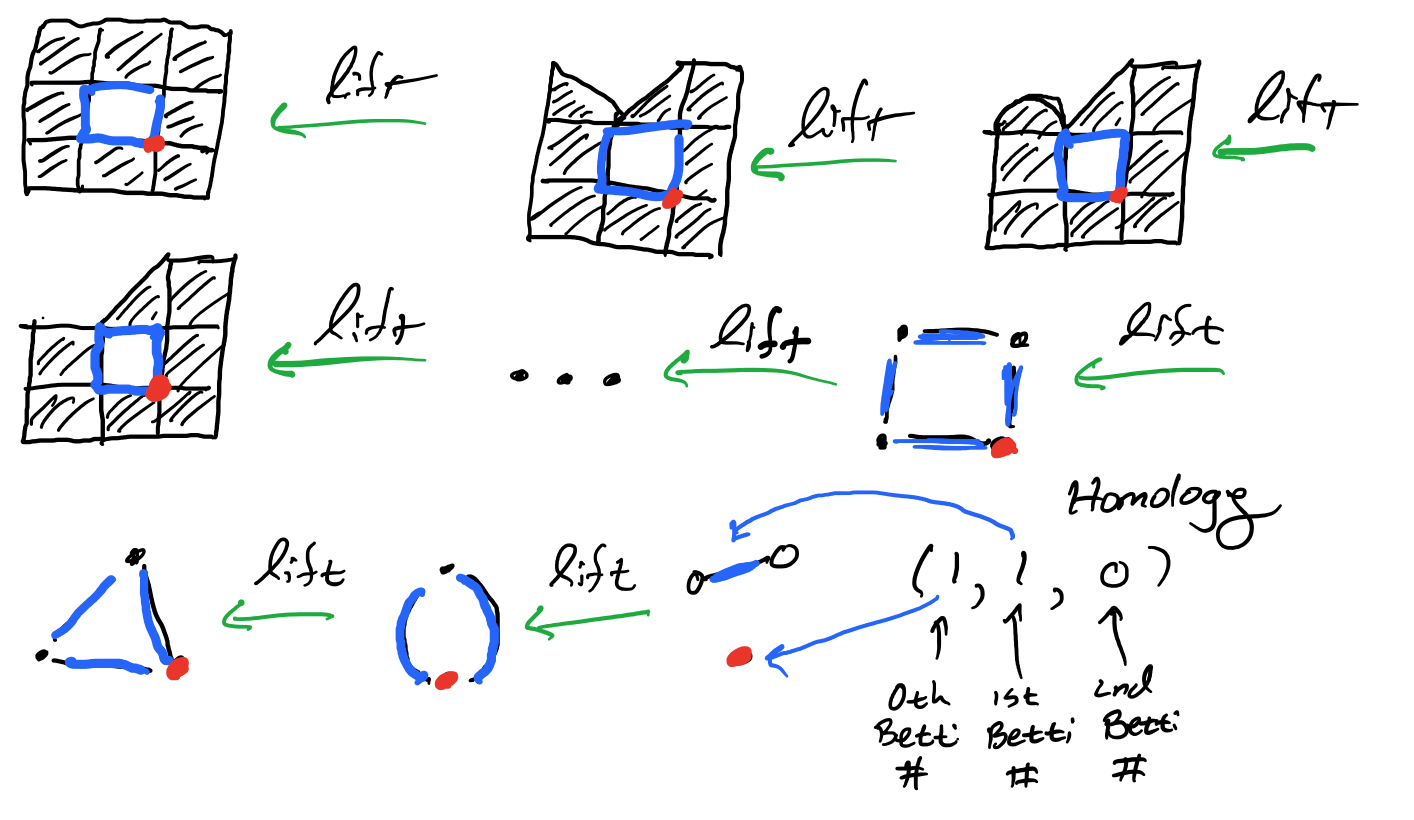 lift
lift
lift
lift
lift
lift
Homology
lift
lift
(1, 1, 0)
0th Betti #
1st Betti #
2nd Betti #